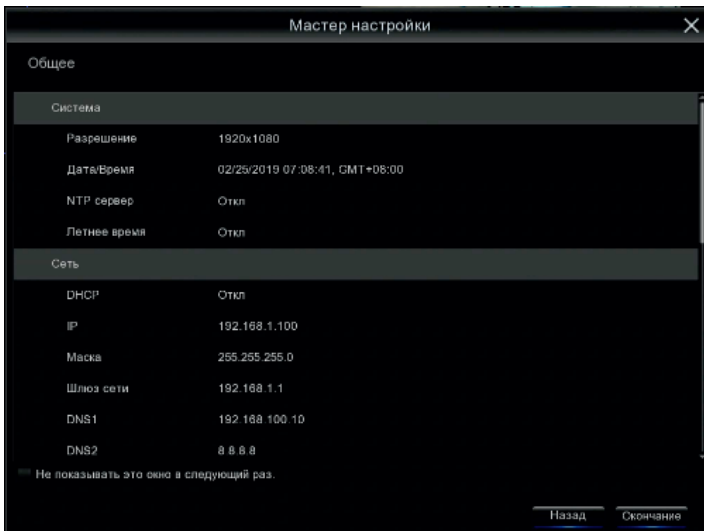 Мастер настройки
Общее
Система
Разрешение 1920x1080
Дата/Время 02/25/2019 07:08:41, GMT+08:00
NTP сервер Откл
Летнее время Откл
Сеть
DHCP Откл
IP 192.168.1.100
Маска 255.255.255.0
Шлюз сети 192.168.1.1
DNS1 192.168.100.10
DNS2 8.8.8.8
Не показывать это окно в следующий раз.
Назад Скончание